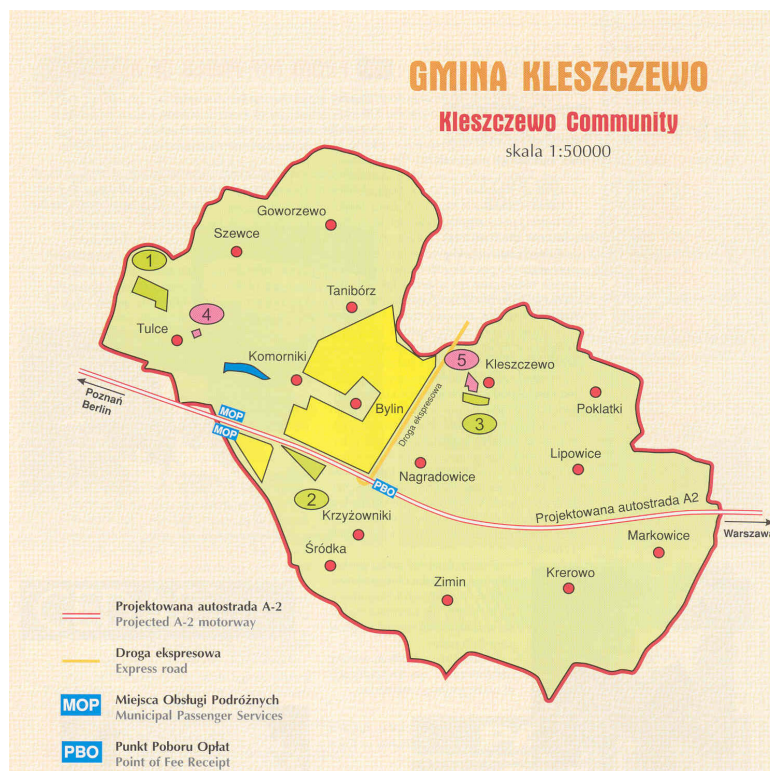 GMINA KLESZCZEWO
Kleszczewo Community
skala 1:50000
Goworzewo
Szewce
1
Tanibórz
4
Tulce
Komorniki
5
Kleszczewo
Poznań
Berlin
MOP
MOP
Bylin
Droga ekspresowa
Poklatki
3
Lipowice
Nagradowice
PBO
2
Krzyżowniki
Projektowana autostrada A2
Warszawa
Markowice
Śródka
Zimin
Krerowo
Projektowana autostrada A-2
Projected A-2 motorway
Droga ekspresowa
Express road
MOP
Miejsca Obsługi Podróżnych
Municipal Passenger Services
PBO
Punkt Poboru Opłat
Point of Fee Receipt